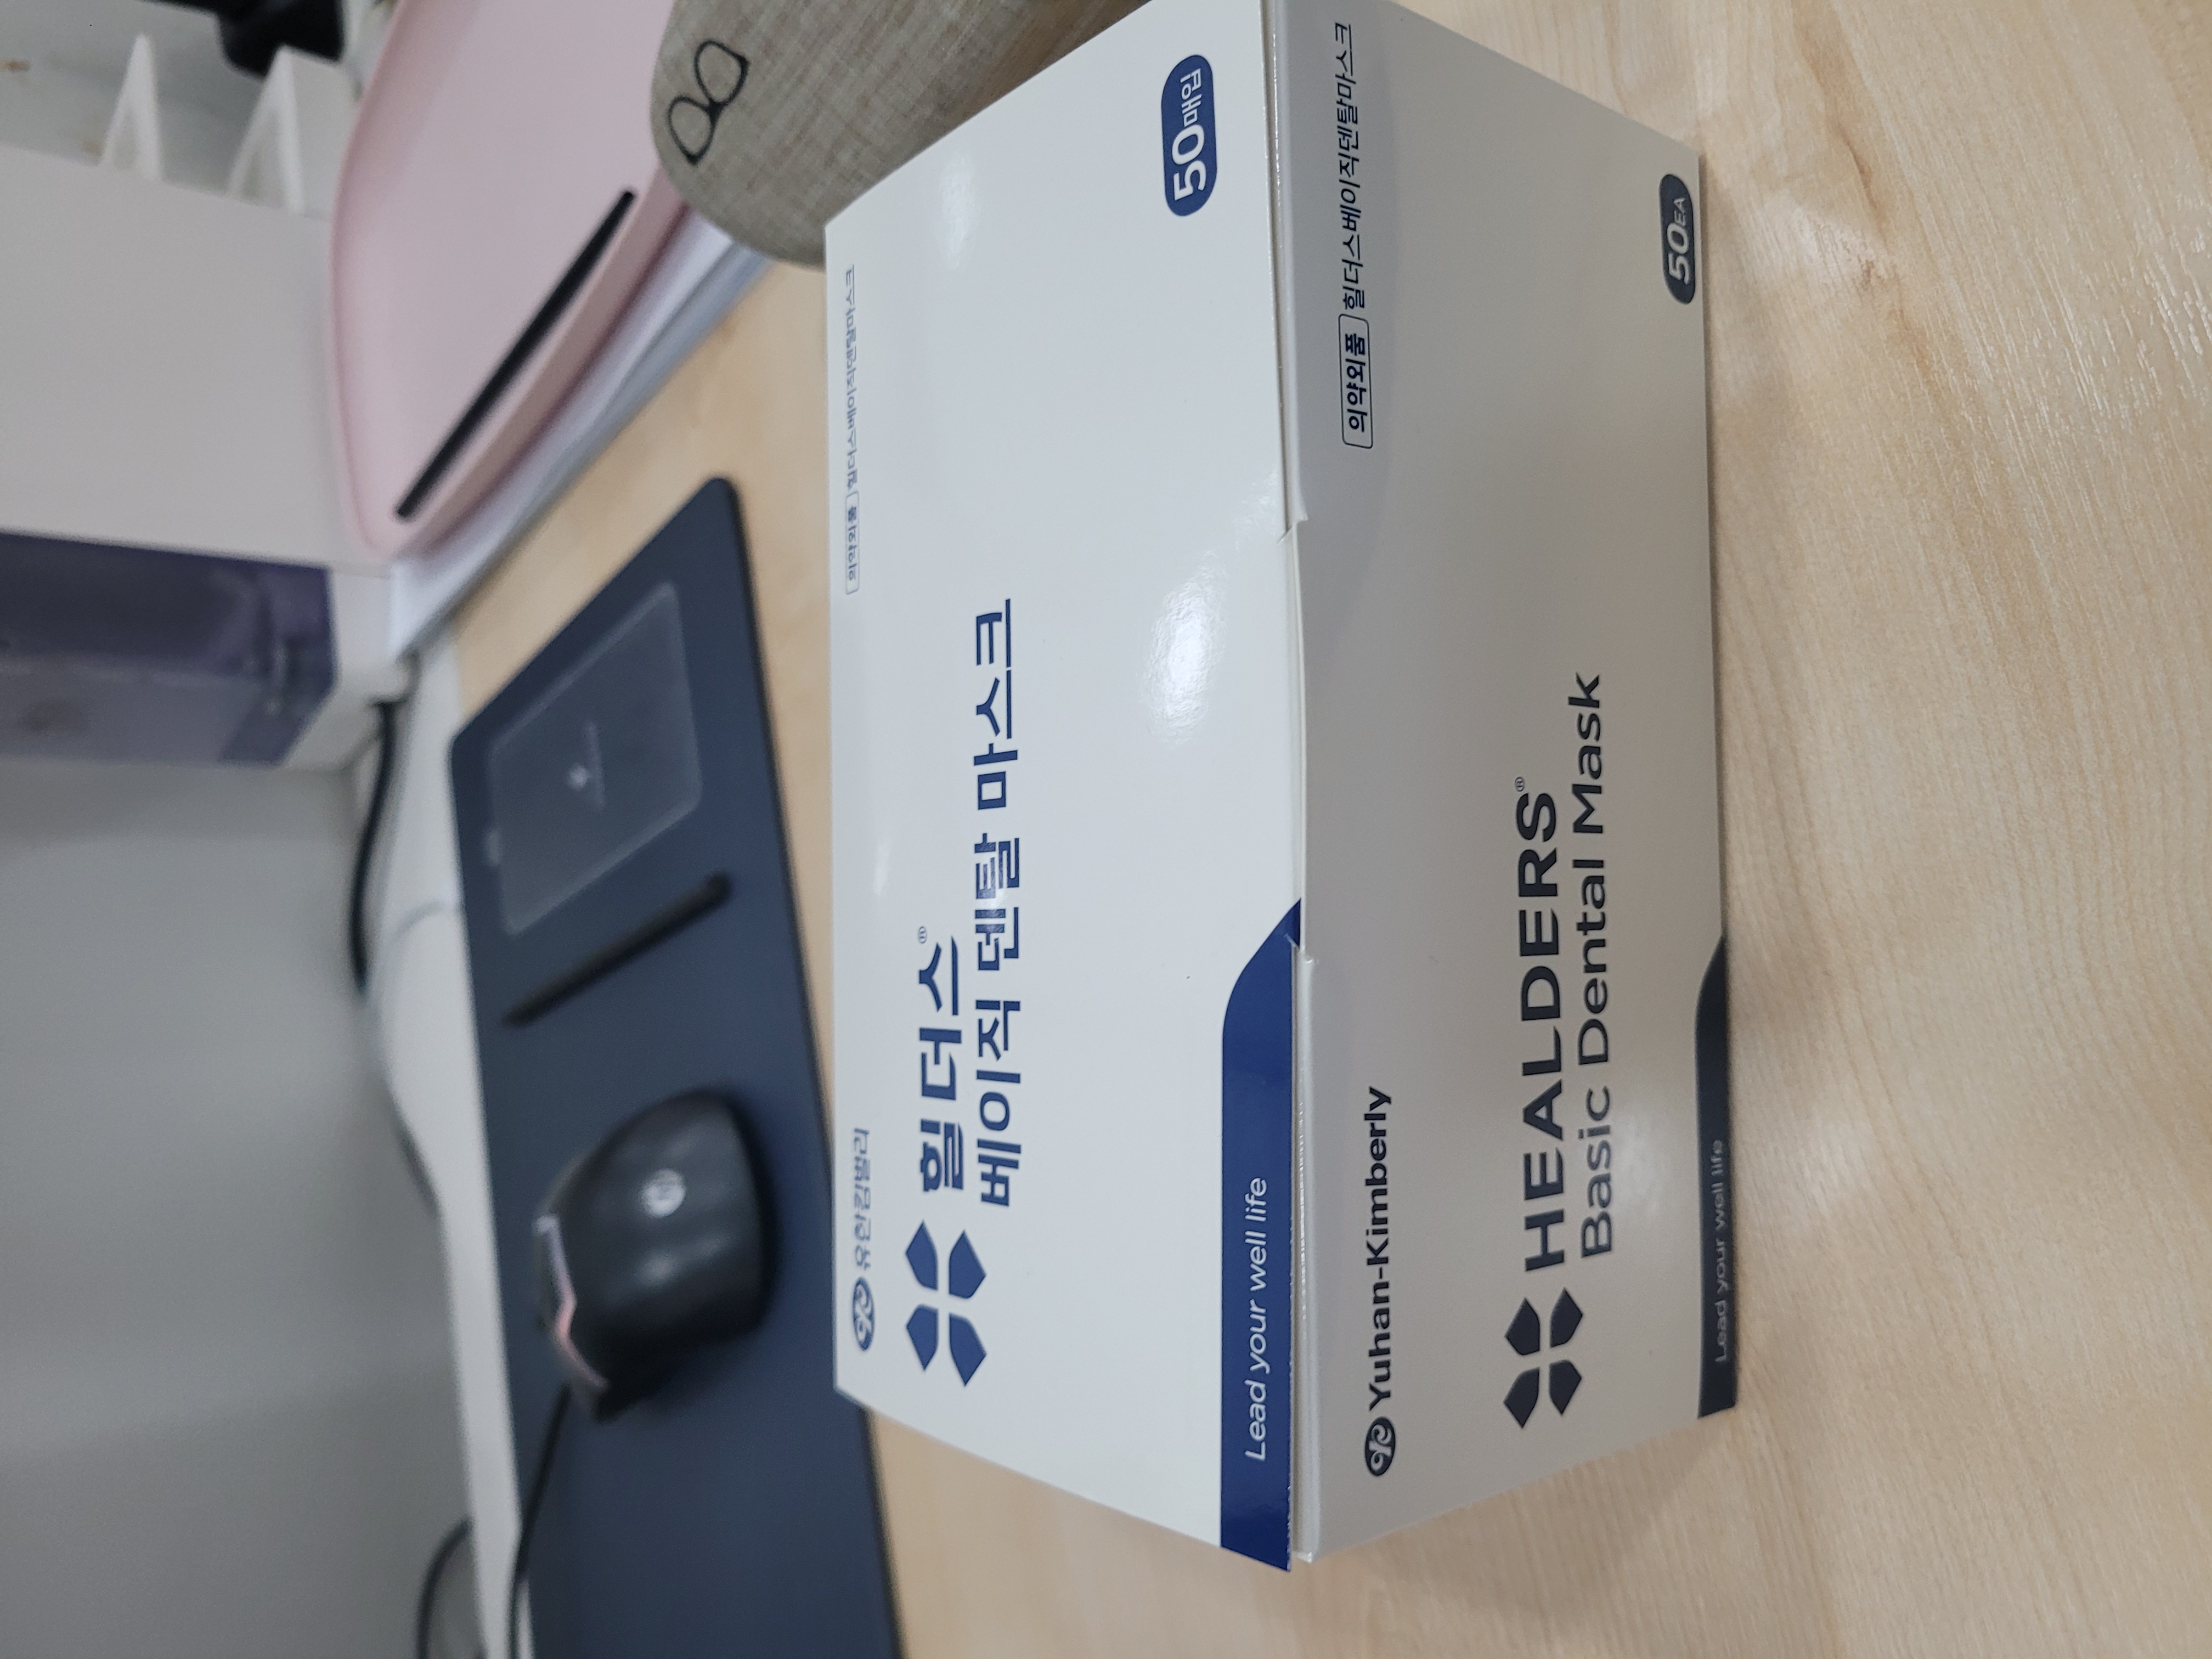 유한킴벌리
의약외품 힐더스베이직덴탈마스크
힐더스®
베이직 덴탈 마스크
50매입
Lead your well life
Yuhan-Kimberly
의약외품 힐더스베이직덴탈마스크
HEALDERS®
Basic Dental Mask
50EA
Lead your well life